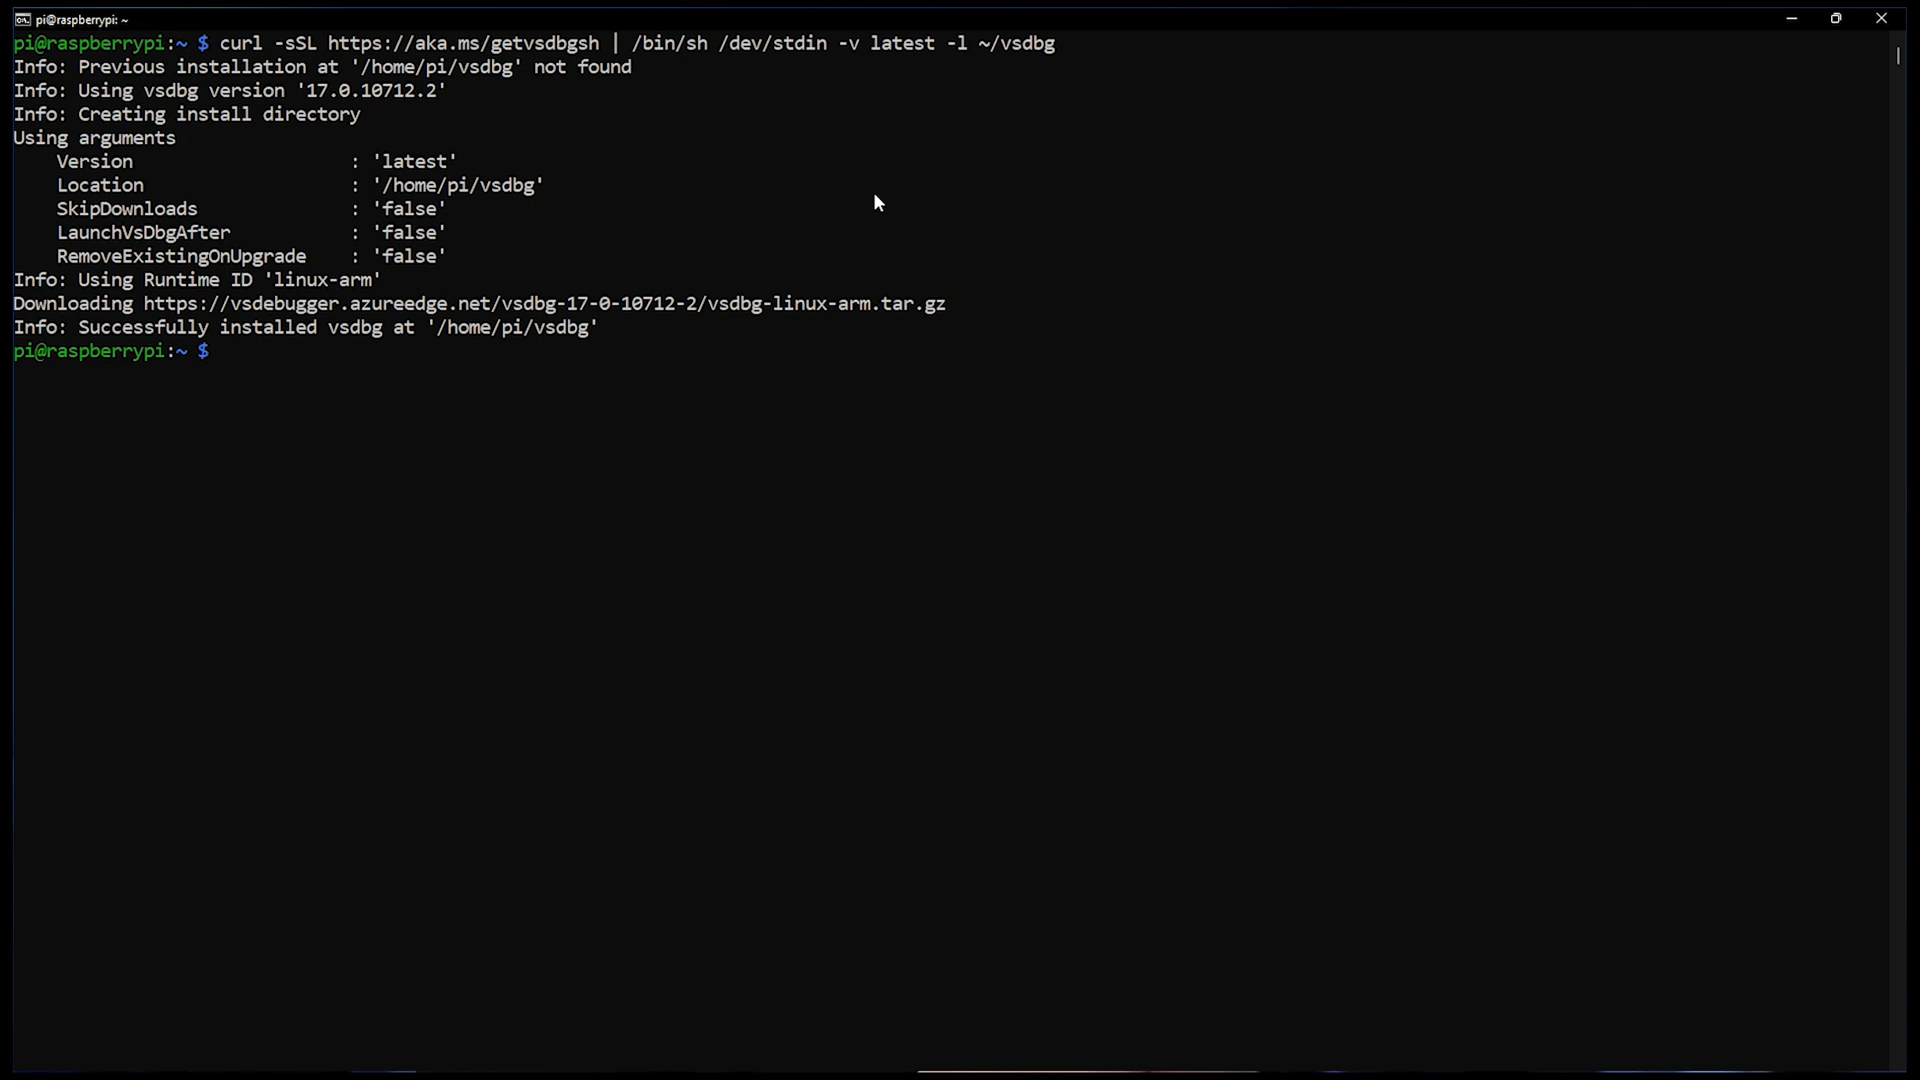 pi@raspberrypi: ~
pi@raspberrypi:~ $ curl -sSL https://aka.ms/getvsdbgsh | /bin/sh /dev/stdin -v latest -l ~/vsdbg
Info: Previous installation at '/home/pi/vsdbg' not found
Info: Using vsdbg version '17.0.10712.2'
Info: Creating install directory
Using arguments
    Version                    : 'latest'
    Location                   : '/home/pi/vsdbg'
    SkipDownloads              : 'false'
    LaunchVsDbgAfter           : 'false'
    RemoveExistingOnUpgrade    : 'false'
Info: Using Runtime ID 'linux-arm'
Downloading https://vsdebugger.azureedge.net/vsdbg-17-0-10712-2/vsdbg-linux-arm.tar.gz
Info: Successfully installed vsdbg at '/home/pi/vsdbg'
pi@raspberrypi:~ $